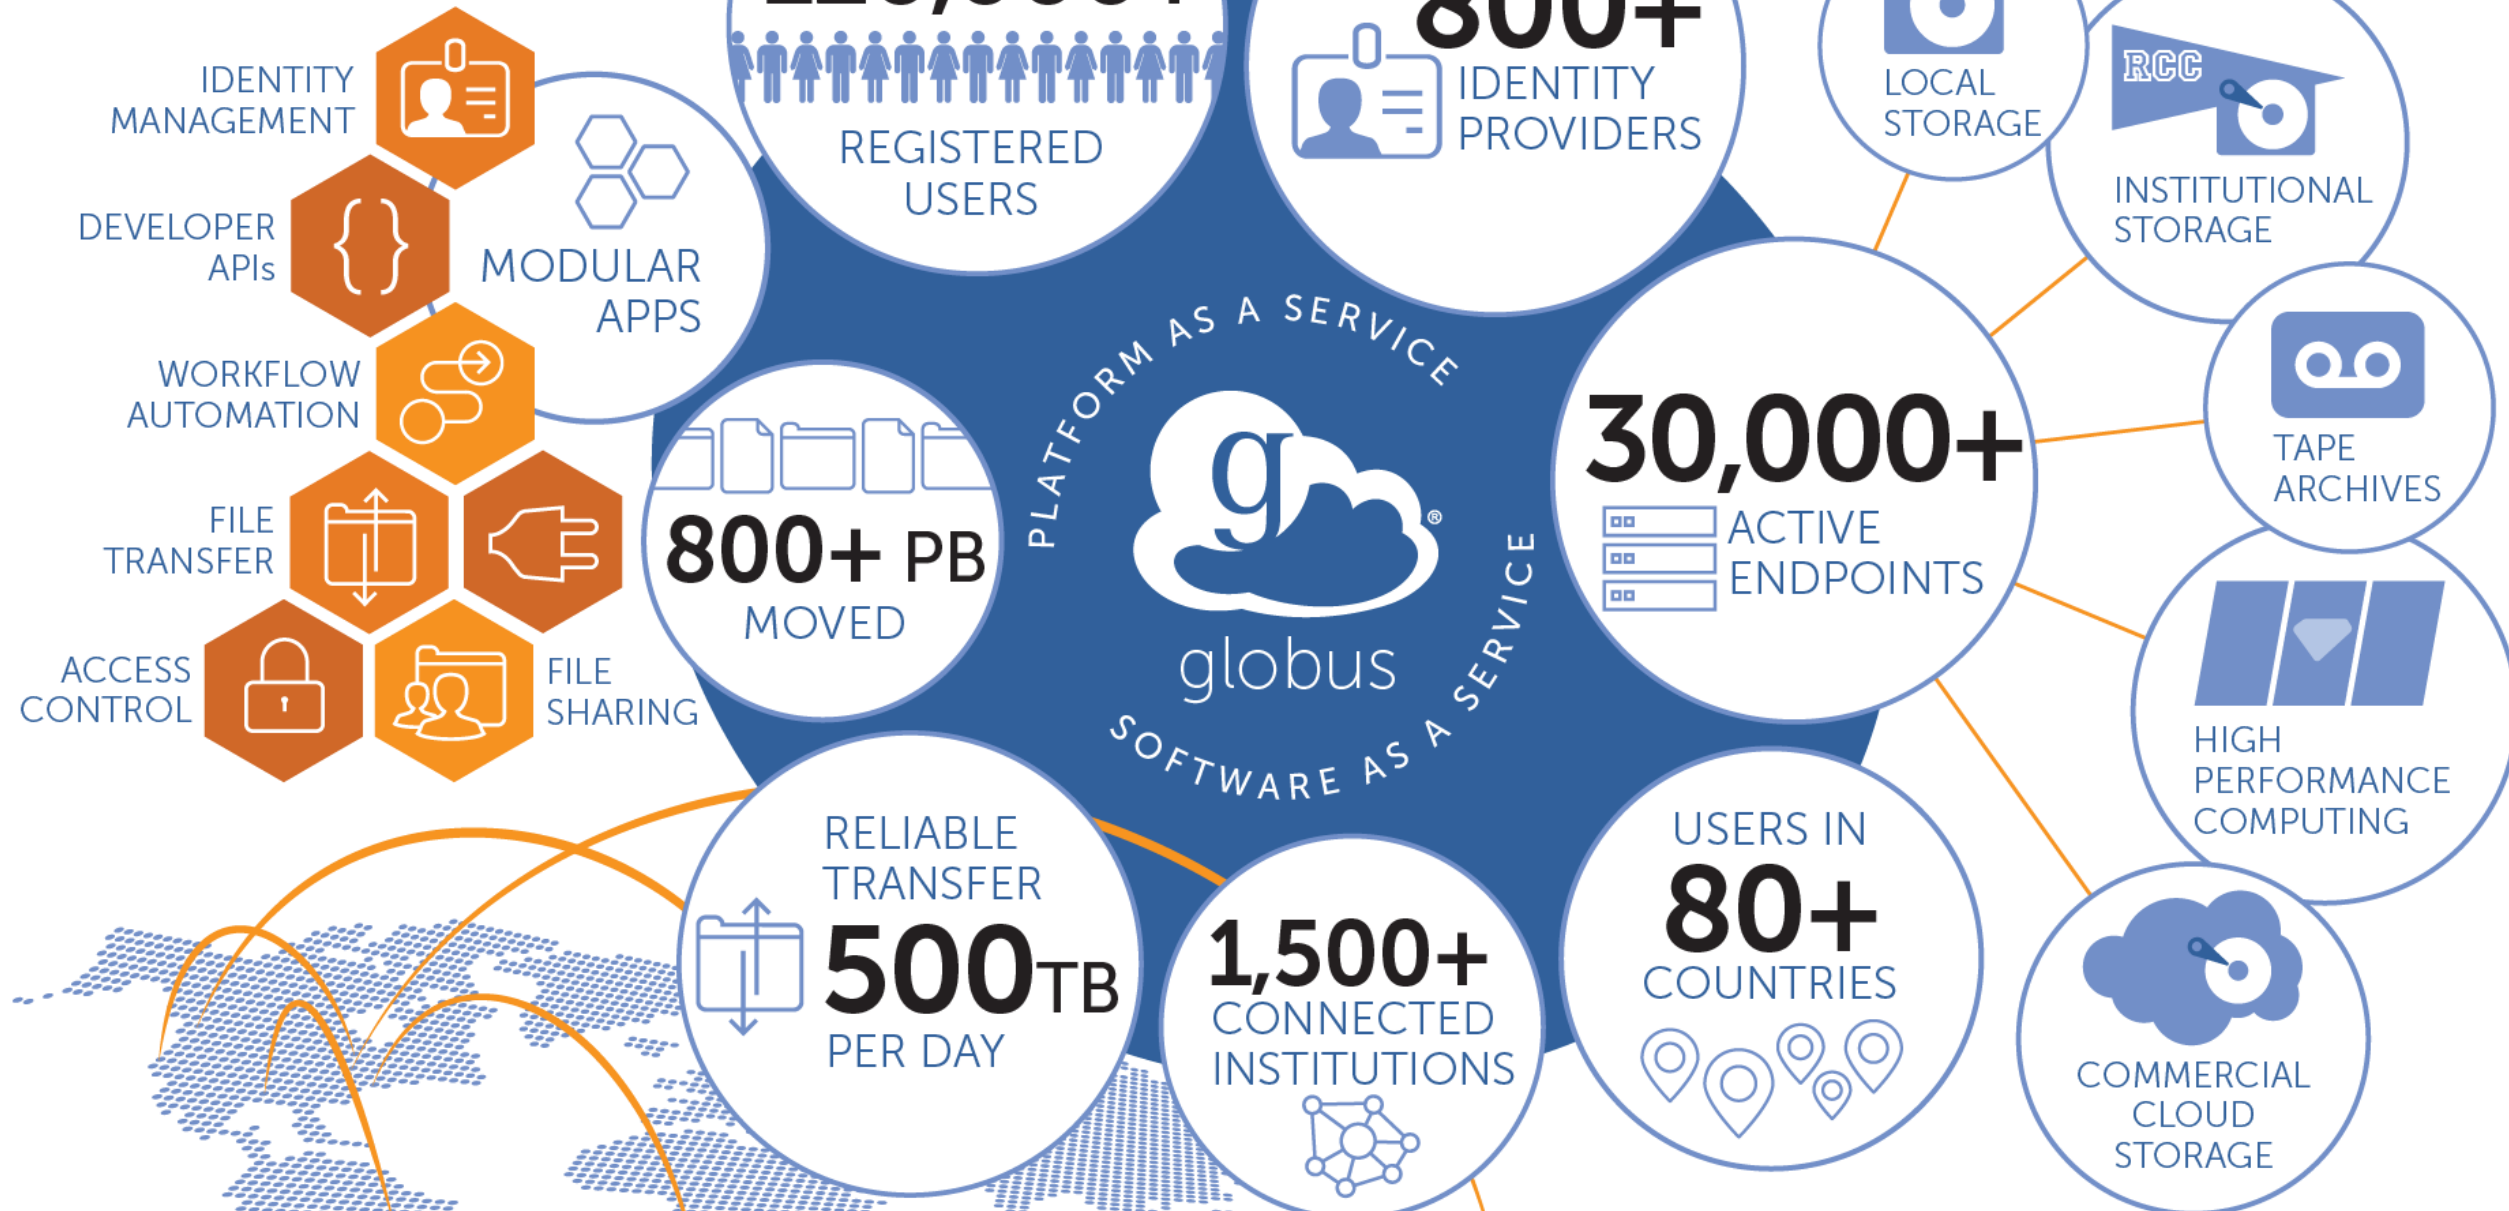 800+
IDENTITY
PROVIDERS
REGISTERED
USERS
IDENTITY
MANAGEMENT
DEVELOPER
APIs
WORKFLOW
AUTOMATION
FILE
TRANSFER
ACCESS
CONTROL
FILE
SHARING
MODULAR
APPS
800+ PB
MOVED
PLATFORM AS A SERVICE
g
®
globus
SOFTWARE AS A SERVICE
30,000+
ACTIVE
ENDPOINTS
LOCAL
STORAGE
RCC
INSTITUTIONAL
STORAGE
TAPE
ARCHIVES
HIGH
PERFORMANCE
COMPUTING
COMMERCIAL
CLOUD
STORAGE
RELIABLE
TRANSFER
500TB
PER DAY
1,500+
CONNECTED
INSTITUTIONS
USERS IN
80+
COUNTRIES